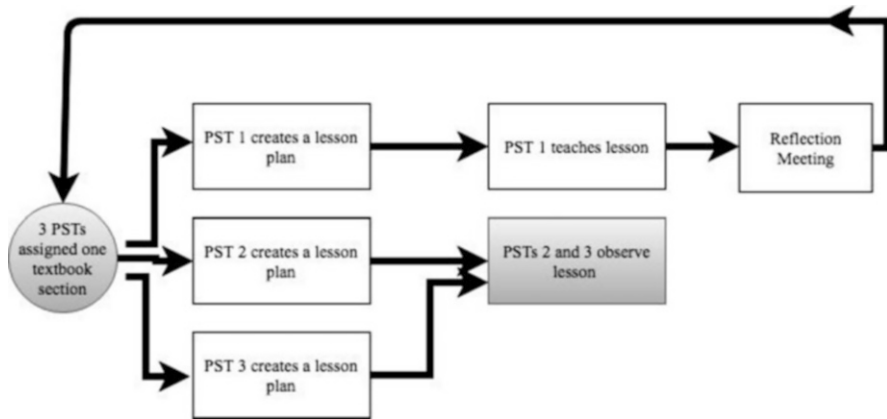 PST 1 creates a lesson
plan
PST 1 teaches lesson
Reflection
Meeting
3 PSTs
assigned one
textbook
section
PST 2 creates a lesson
plan
PSTs 2 and 3 observe
lesson
PST 3 creates a lesson
plan